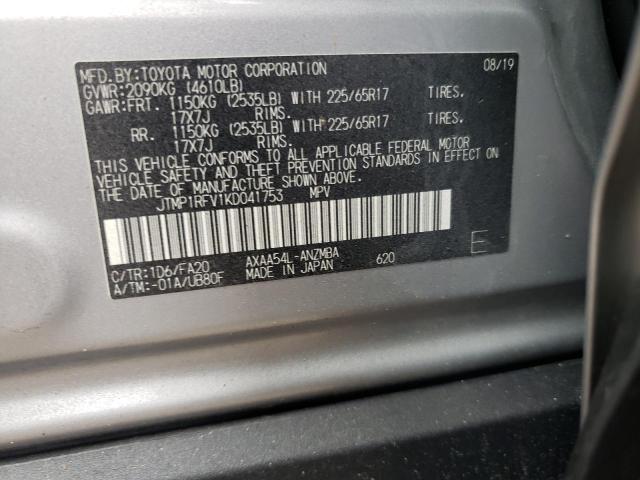 MFD. BY:TOYOTA MOTOR CORPORATION 08/19
GVWR:2090KG (4610LB)
GAWR:FRT. 1150KG (2535LB) WITH 225/65R17 TIRES.
17X7J RIMS.
RR. 1150KG (2535LB) WITH 225/65R17 TIRES.
17X7J RIMS.
THIS VEHICLE CONFORMS TO ALL APPLICABLE FEDERAL MOTOR
VEHICLE SAFETY AND THEFT PREVENTION STANDARDS IN EFFECT ON
THE DATE OF MANUFACTURE SHOWN ABOVE.
JTMP1RFV1KD041753 MPV
C/TR:1D6/FA20 AXAA54L-ANZMBA 620 E
A/TM:-01A/UB80F MADE IN JAPAN